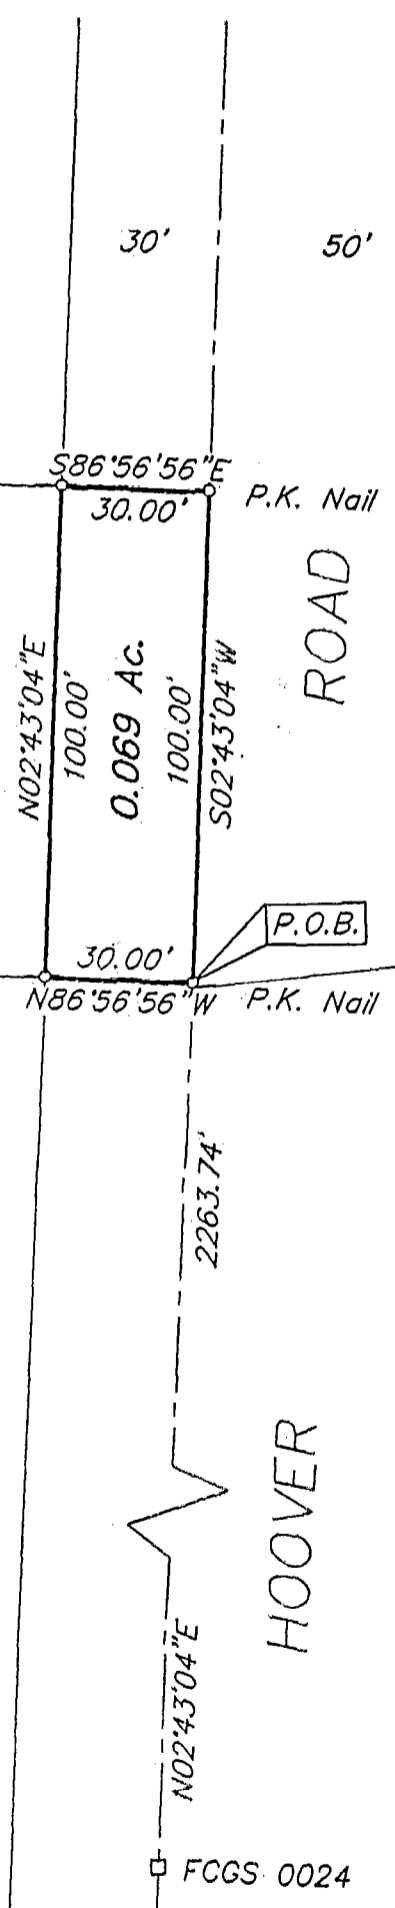 30'
50'
S86°56'56"E
30.00'
P.K. Nail
ROAD
N02°43'04"E
100.00'
0.069 Ac.
100.00'
S02°43'04"W
P.O.B.
30.00'
N86°56'56"W
P.K. Nail
2263.74'
HOOVER
N02°43'04"E
FCGS 0024